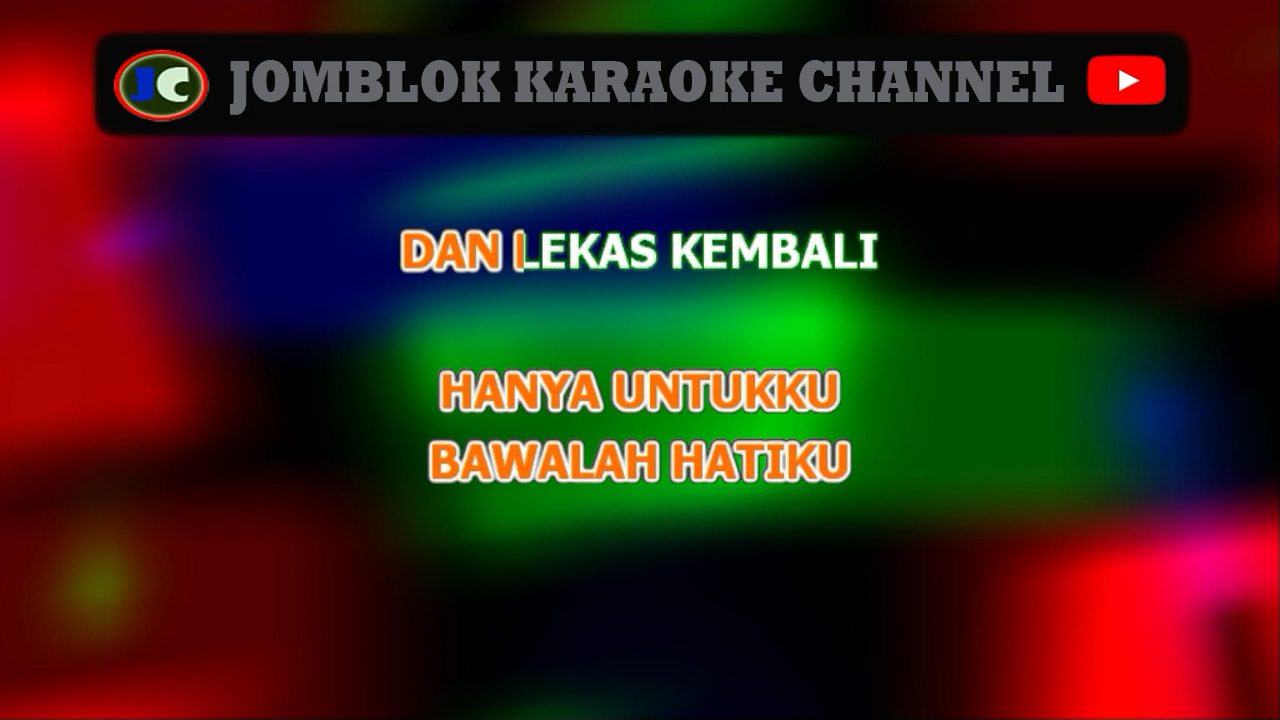 JC JOMBLOK KARAOKE CHANNEL
DAN LEKAS KEMBALI
HANYA UNTUKKU
BAWALAH HATIKU